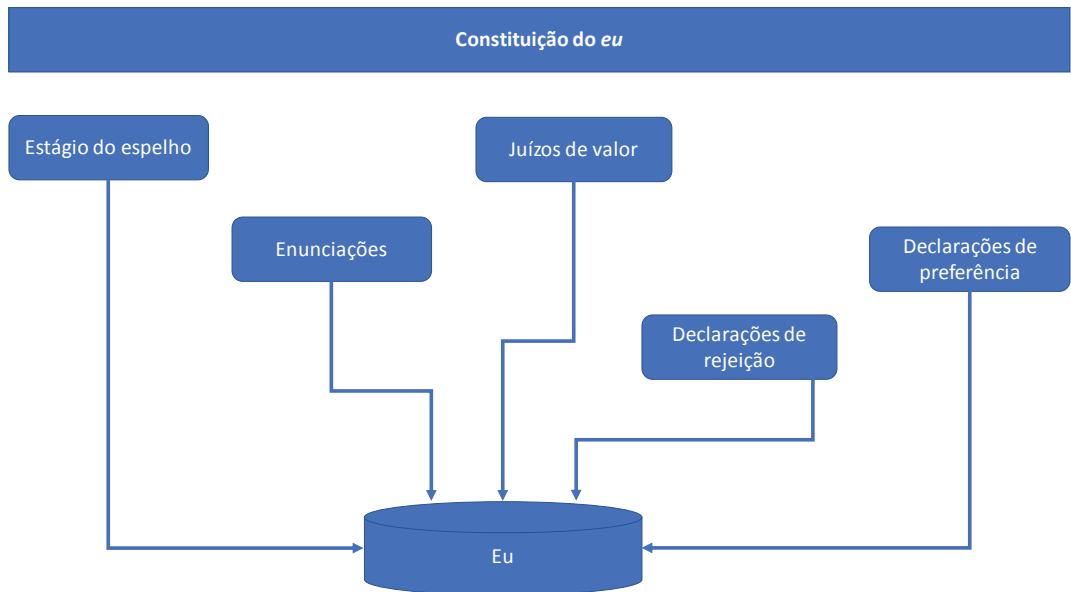 Constituição do eu
Estágio do espelho
Juízos de valor
Enunciações
Declarações de
preferência
Declarações de
rejeição
Eu